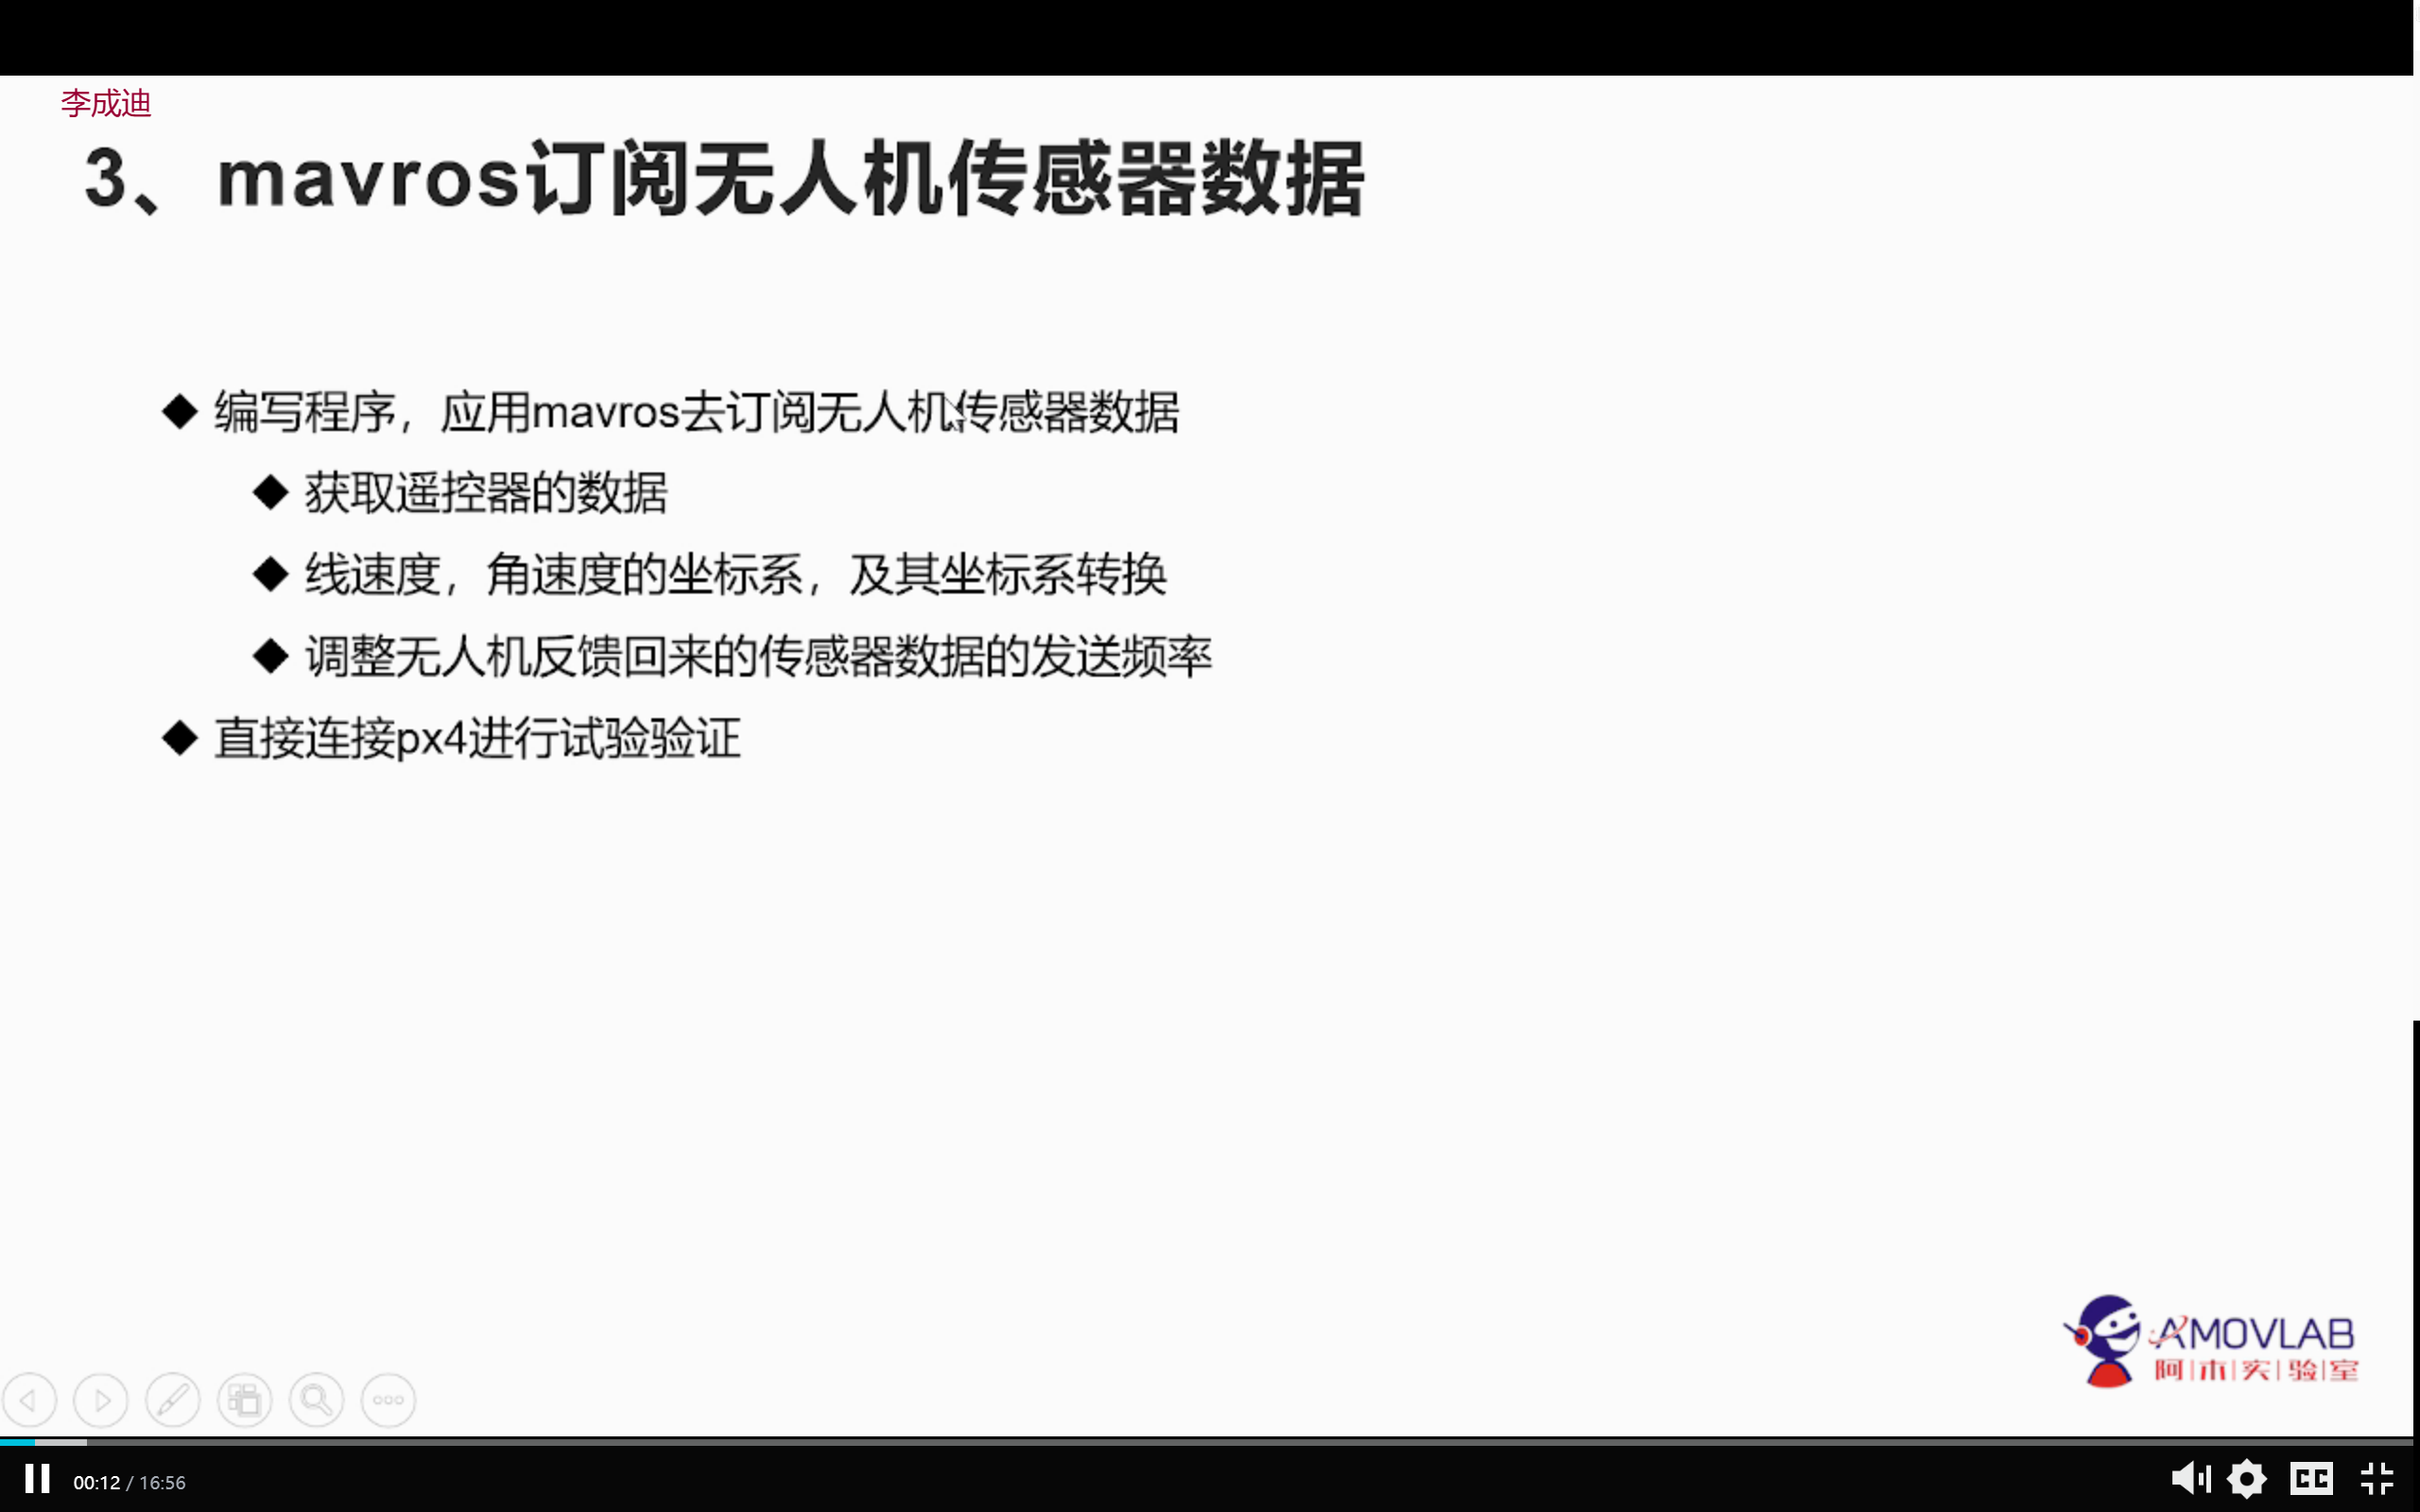 李成迪
3、mavros订阅无人机传感器数据
◆ 编写程序，应用mavros去订阅无人机传感器数据
◆ 获取遥控器的数据
◆ 线速度，角速度的坐标系，及其坐标系转换
◆ 调整无人机反馈回来的传感器数据的发送频率
◆ 直接连接px4进行试验验证
AMOVLAB
阿|木|实|验|室
00:12 / 16:56
CC